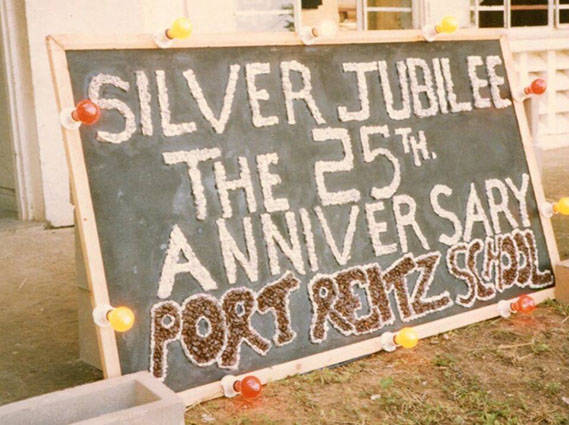 SILVER JUBILEE
THE 25TH.
ANNIVERSARY
PORT REITZ SCHOOL